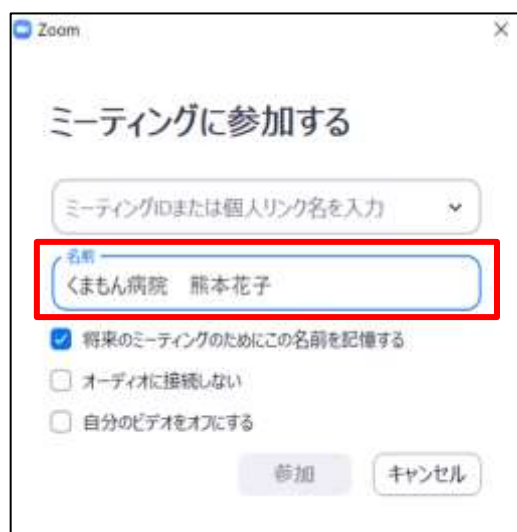 Zoom
ミーティングに参加する
ミーティングIDまたは個人リンク名を入力
名前
くまもん病院　熊本花子
将来のミーティングのためにこの名前を記憶する
オーディオに接続しない
自分のビデオをオフにする
参加 キャンセル